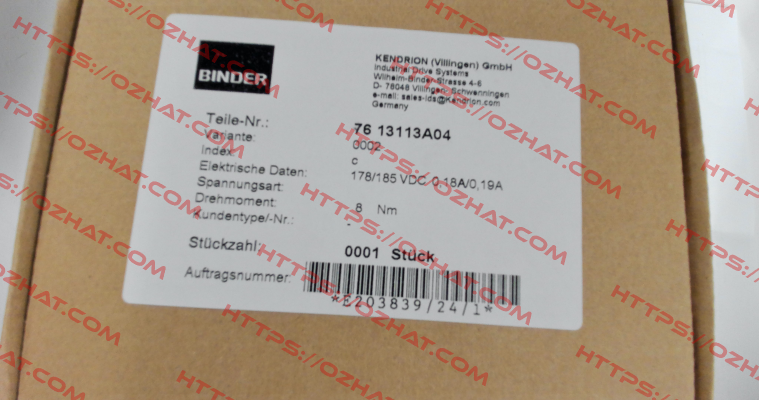 BINDER
KENDRION (Villingen) GmbH
Industrial Drive Systems
Wilhelm-Binder-Strasse 4-6
D- 78048 Villingen-Schwenningen
e-mail: sales-ids@Kendrion.com
Germany
Teile-Nr.: 76 13113A04
Variante: 0002-
Index: c
Elektrische Daten: 178/185 VDC 0,18A/0,19A
Spannungsart:
Drehmoment: 8 Nm
Kundentype/-Nr.: -
Stückzahl: 0001 Stück
Auftragsnummer:
*E203839/24/1*
HTTPS://OZHAT.COM